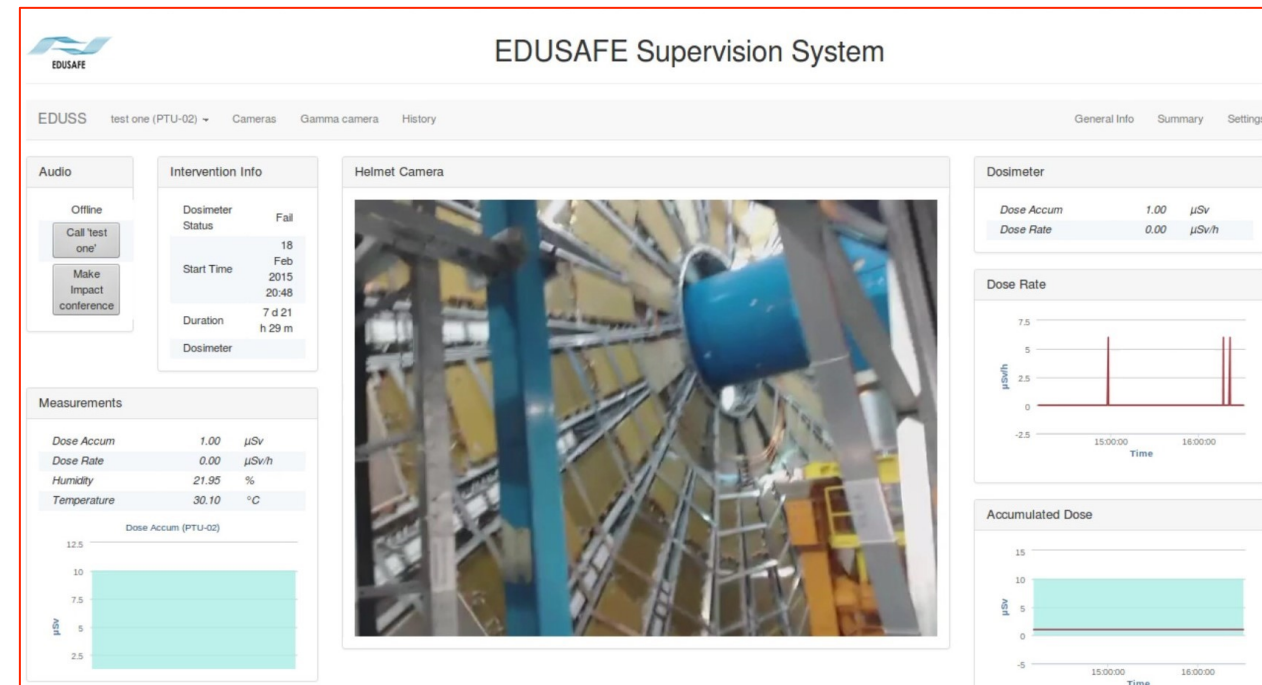 EDUSAFE
EDUSAFE Supervision System
EDUSS test one (PTU-02) Cameras Gamma camera History General Info Summary Settings
Audio
Offline
Call 'test
one'
Make
Impact
conference
Intervention Info
Dosimeter
Status
Fail
Start Time
18
Feb
2015
20:48
Duration
7 d 21
h 29 m
Dosimeter
Measurements
Dose Accum 1.00 µSv
Dose Rate 0.00 µSv/h
Humidity 21.95 %
Temperature 30.10 °C
Dose Accum (PTU-02)
12.5
10
7.5
5
2.5
µSv
Helmet Camera
Dosimeter
Dose Accum 1.00 µSv
Dose Rate 0.00 µSv/h
Dose Rate
7.5
5
2.5
0
-2.5
µSv/h
15:00:00 16:00:00
Time
Accumulated Dose
15
10
5
0
-5
µSv
15:00:00 16:00:00
Time